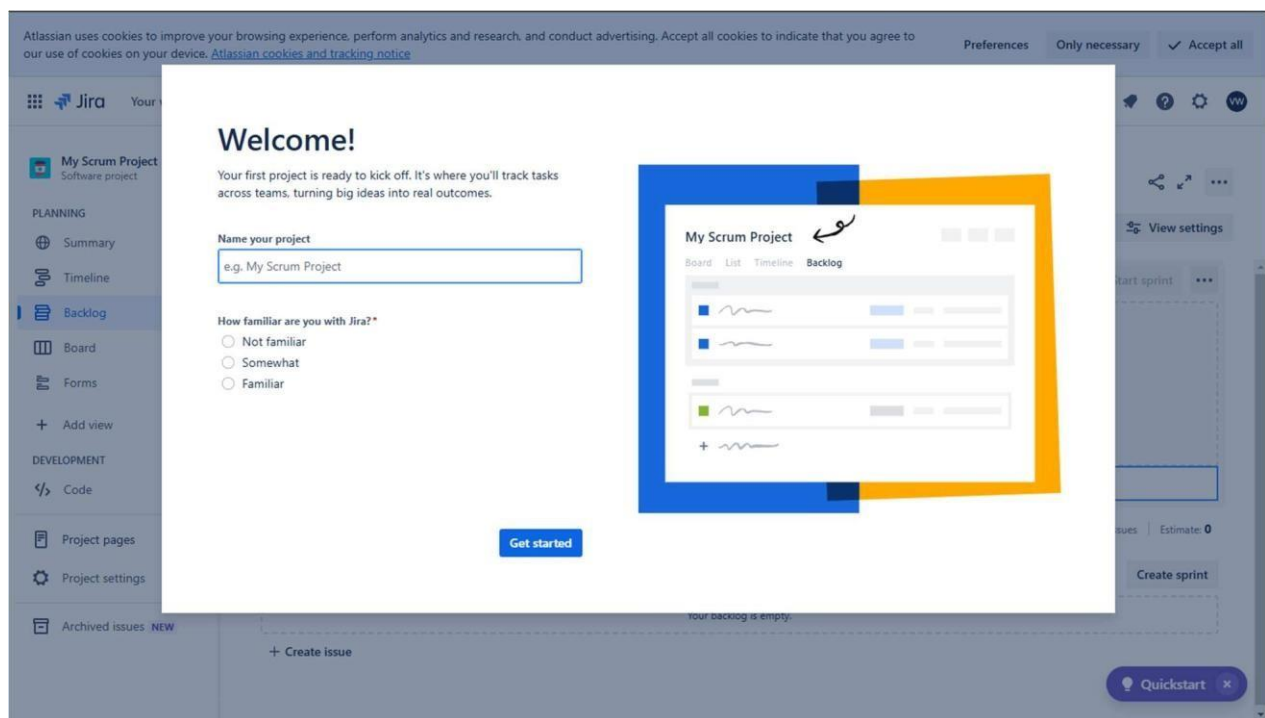 Atlassian uses cookies to improve your browsing experience, perform analytics and research, and conduct advertising. Accept all cookies to indicate that you agree to
our use of cookies on your device. Atlassian cookies and tracking notice
Preferences
Only necessary
Accept all
Jira
Your
VW
My Scrum Project
Software project
PLANNING
Summary
Timeline
Backlog
Board
Forms
Add view
DEVELOPMENT
Code
Project pages
Project settings
Archived issues NEW
Welcome!
Your first project is ready to kick off. It's where you'll track tasks
across teams, turning big ideas into real outcomes.
Name your project
e.g. My Scrum Project
How familiar are you with Jira?*
Not familiar
Somewhat
Familiar
Get started
My Scrum Project
Board List Timeline Backlog
View settings
tart sprint
sues Estimate: 0
Create sprint
Your backlog is empty.
+ Create issue
Quickstart